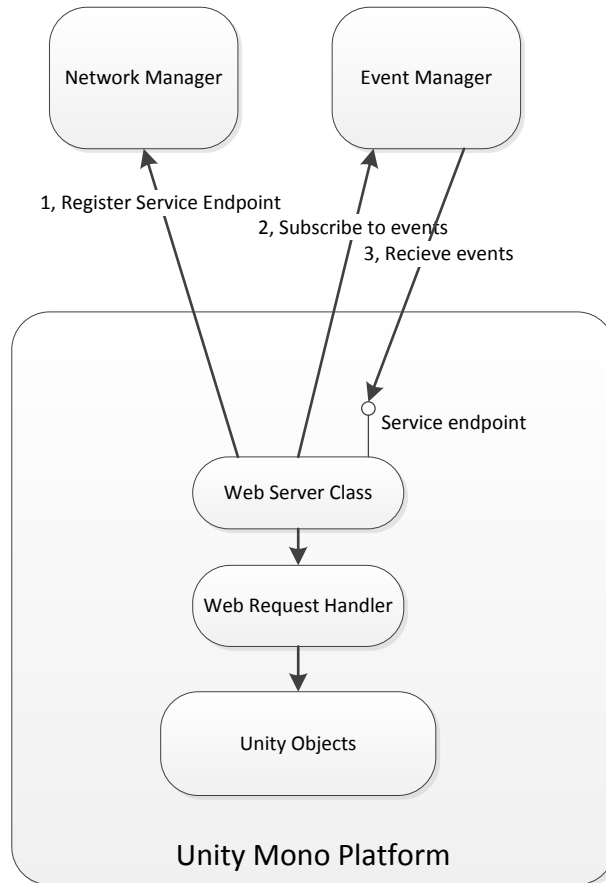 Network Manager
Event Manager
1, Register Service Endpoint
2, Subscribe to events
3, Recieve events
Service endpoint
Web Server Class
Web Request Handler
Unity Objects
Unity Mono Platform